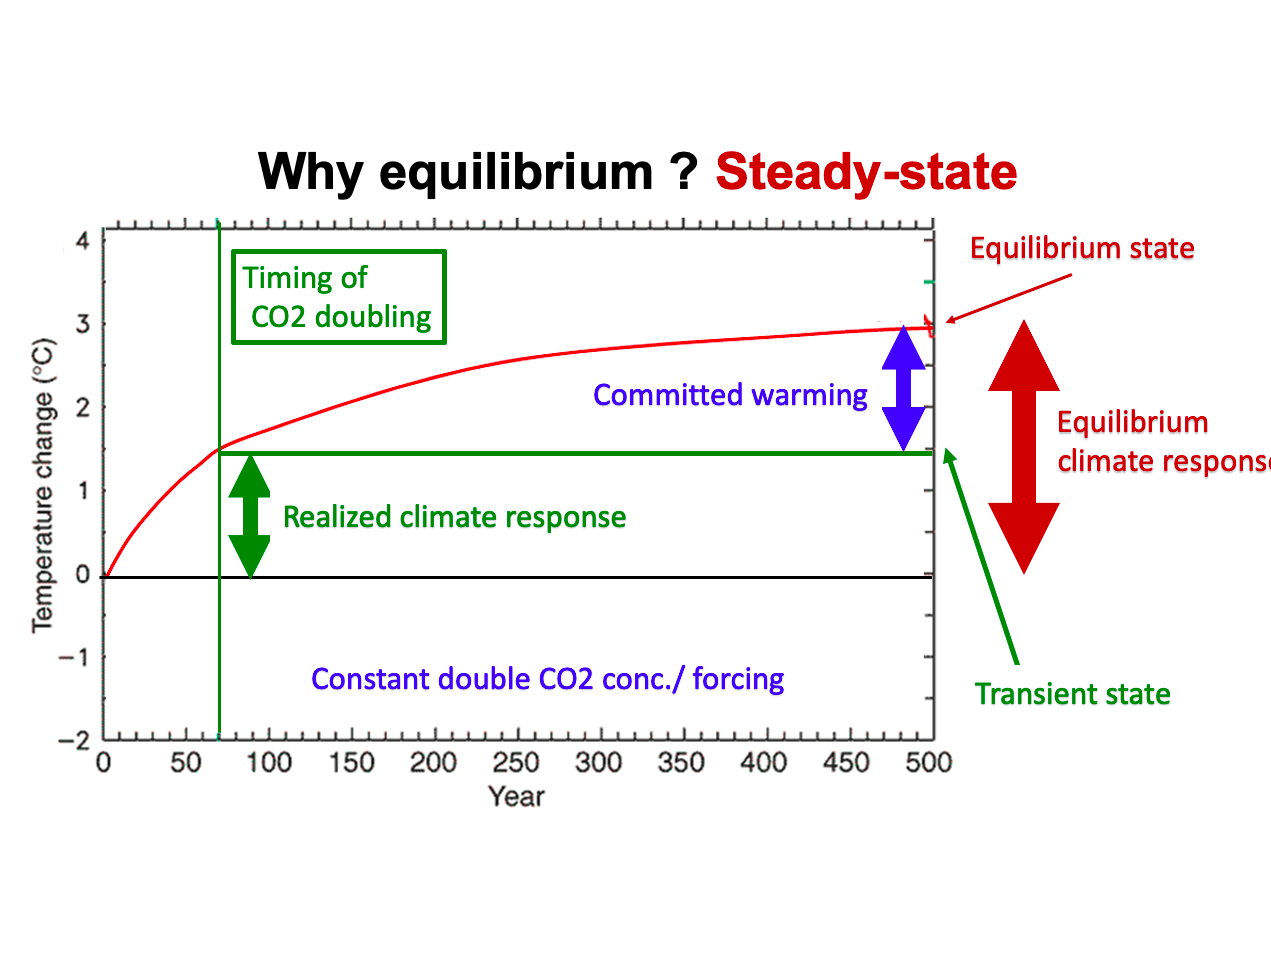 Why equilibrium ? Steady-state
4
3
2
1
0
−1
−2
Temperature change (°C)
Timing of
CO2 doubling
Equilibrium state
Committed warming
Equilibrium
climate respons
Realized climate response
Constant double CO2 conc./ forcing
Transient state
0 50 100 150 200 250 300 350 400 450 500
Year